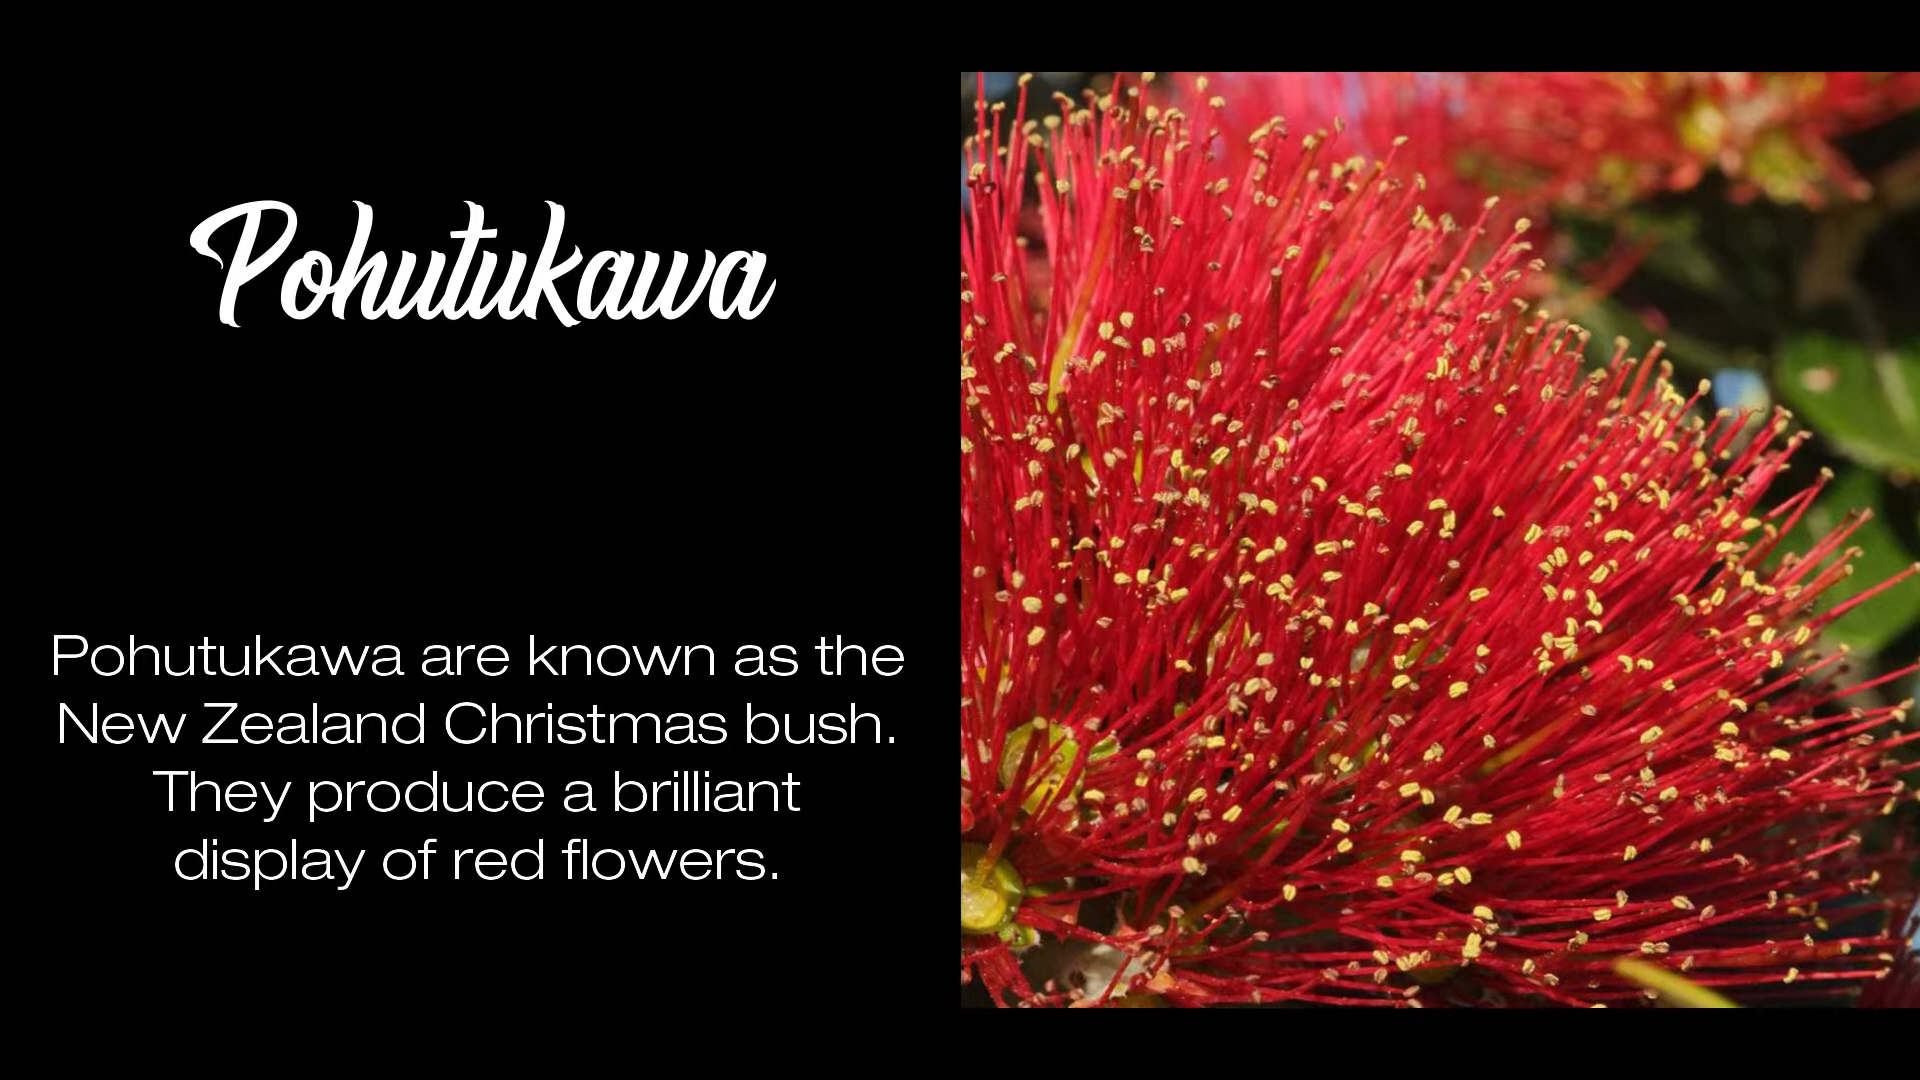 Pohutukawa
Pohutukawa are known as the
New Zealand Christmas bush.
They produce a brilliant
display of red flowers.